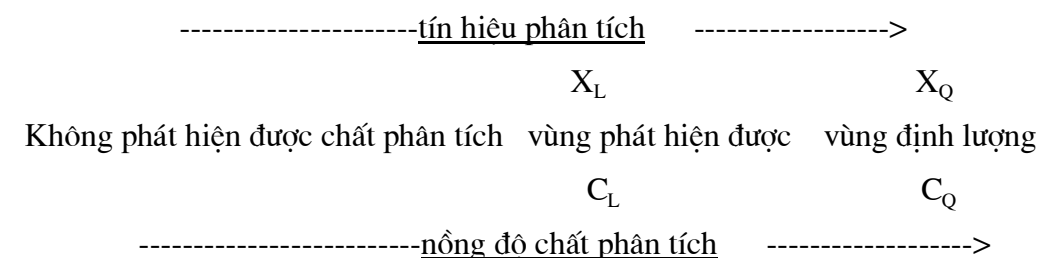 ----------------------tín hiệu phân tích -------------------->
X_L X_Q
Không phát hiện được chất phân tích vùng phát hiện được vùng định lượng
C_L C_Q
--------------------------nồng độ chất phân tích ------------------->